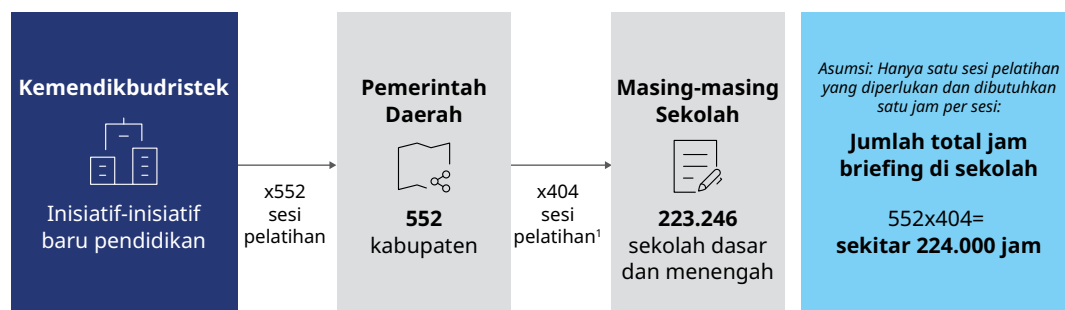 Kemendikbudristek
Inisiatif-inisiatif
baru pendidikan
x552
sesi
pelatihan
Pemerintah
Daerah
552
kabupaten
x404
sesi
pelatihan¹
Masing-masing
Sekolah
223.246
sekolah dasar
dan menengah
Asumsi: Hanya satu sesi pelatihan
yang diperlukan dan dibutuhkan
satu jam per sesi:
Jumlah total jam
briefing di sekolah
552x404=
sekitar 224.000 jam